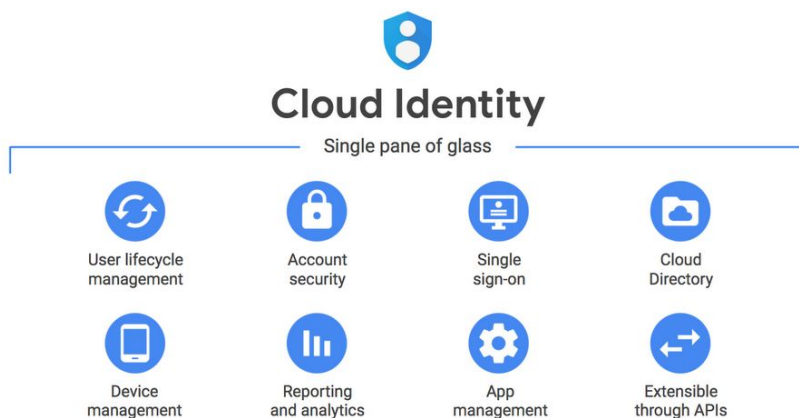 Cloud Identity
Single pane of glass
User lifecycle
management
Account
security
Single
sign-on
Cloud
Directory
Device
management
Reporting
and analytics
App
management
Extensible
through APIs